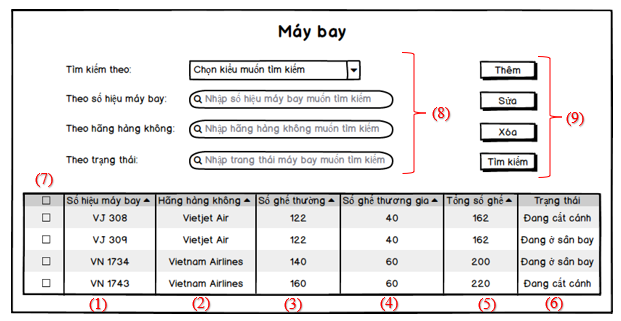 Máy bay
Tìm kiếm theo: Chọn kiểu muốn tìm kiếm Thêm
Theo số hiệu máy bay: Nhập số hiệu máy bay muốn tìm kiếm Sửa
(8) (9)
Theo hãng hàng không: Nhập hãng hàng không muốn tìm kiếm Xóa
Theo trạng thái: Nhập trang thái máy bay muốn tìm kiếm Tìm kiếm
(7)
Số hiệu máy bay Hãng hàng không Số ghế thường Số ghế thương gia Tổng số ghế Trạng thái
VJ 308 Vietjet Air 122 40 162 Đang cất cánh
VJ 309 Vietjet Air 122 40 162 Đang ở sân bay
VN 1734 Vietnam Airlines 140 60 200 Đang ở sân bay
VN 1743 Vietnam Airlines 160 60 220 Đang cất cánh
(1) (2) (3) (4) (5) (6)